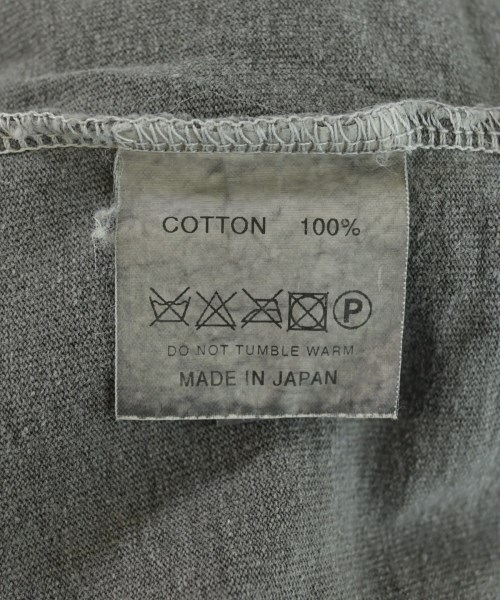 COTTON 100%
P
DO NOT TUMBLE WARM
MADE IN JAPAN